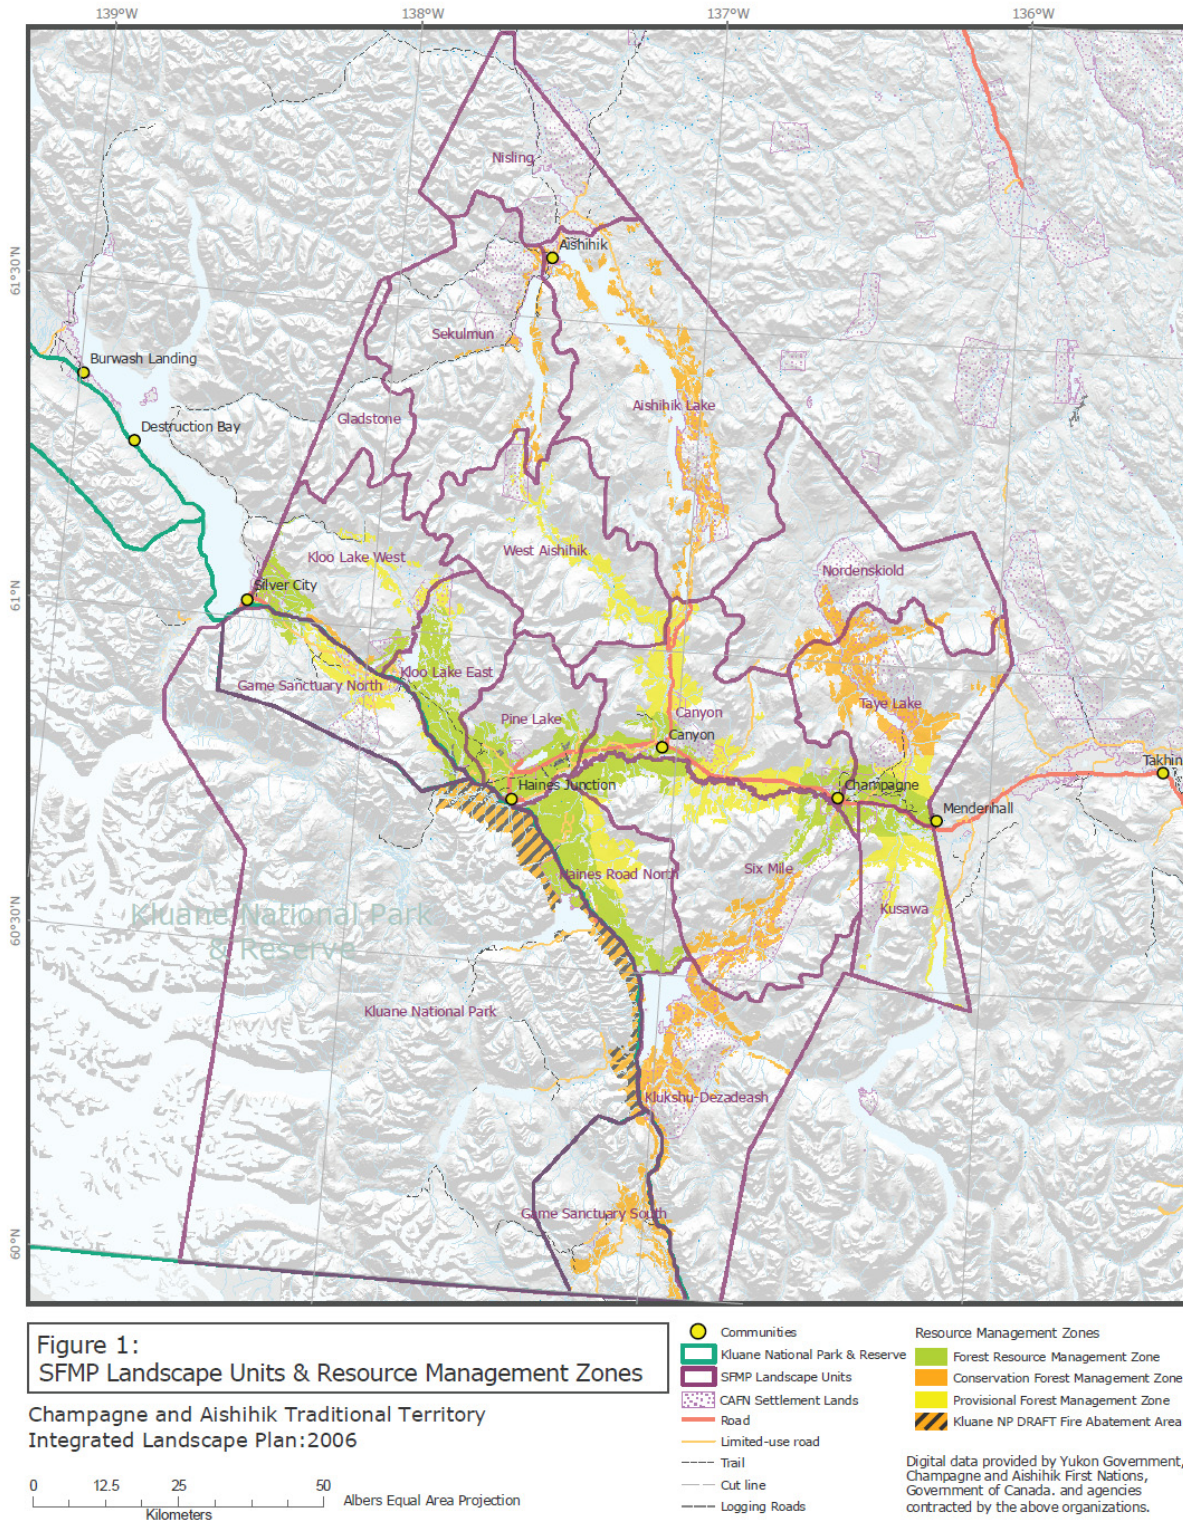 139°W
138°W
137°W
136°W
61°30'N
61°N
60°30'N
60°N
Nisling
Aishihik
Sekulmun
Burwash Landing
Gladstone
Aishihik Lake
Destruction Bay
West Aishihik
Kloo Lake West
Nordenskiold
Silver City
Kloo Lake East
Game Sanctuary North
Taye Lake
Pine Lake
Canyon
Canyon
Takhin
Haines Junction
Champagne
Mendenhall
Six Mile
Haines Road North
Kusawa
Kluane National Park
& Reserve
Kluane National Park
Klukshu-Dezadeash
Game Sanctuary South
Figure 1:
SFMP Landscape Units & Resource Management Zones
Champagne and Aishihik Traditional Territory
Integrated Landscape Plan:2006
0 12.5 25 50
Kilometers
Albers Equal Area Projection
Communities
Kluane National Park & Reserve
SFMP Landscape Units
CAFN Settlement Lands
Road
Limited-use road
Trail
Cut line
Logging Roads
Resource Management Zones
Forest Resource Management Zone
Conservation Forest Management Zone
Provisional Forest Management Zone
Kluane NP DRAFT Fire Abatement Area
Digital data provided by Yukon Government,
Champagne and Aishihik First Nations,
Government of Canada. and agencies
contracted by the above organizations.